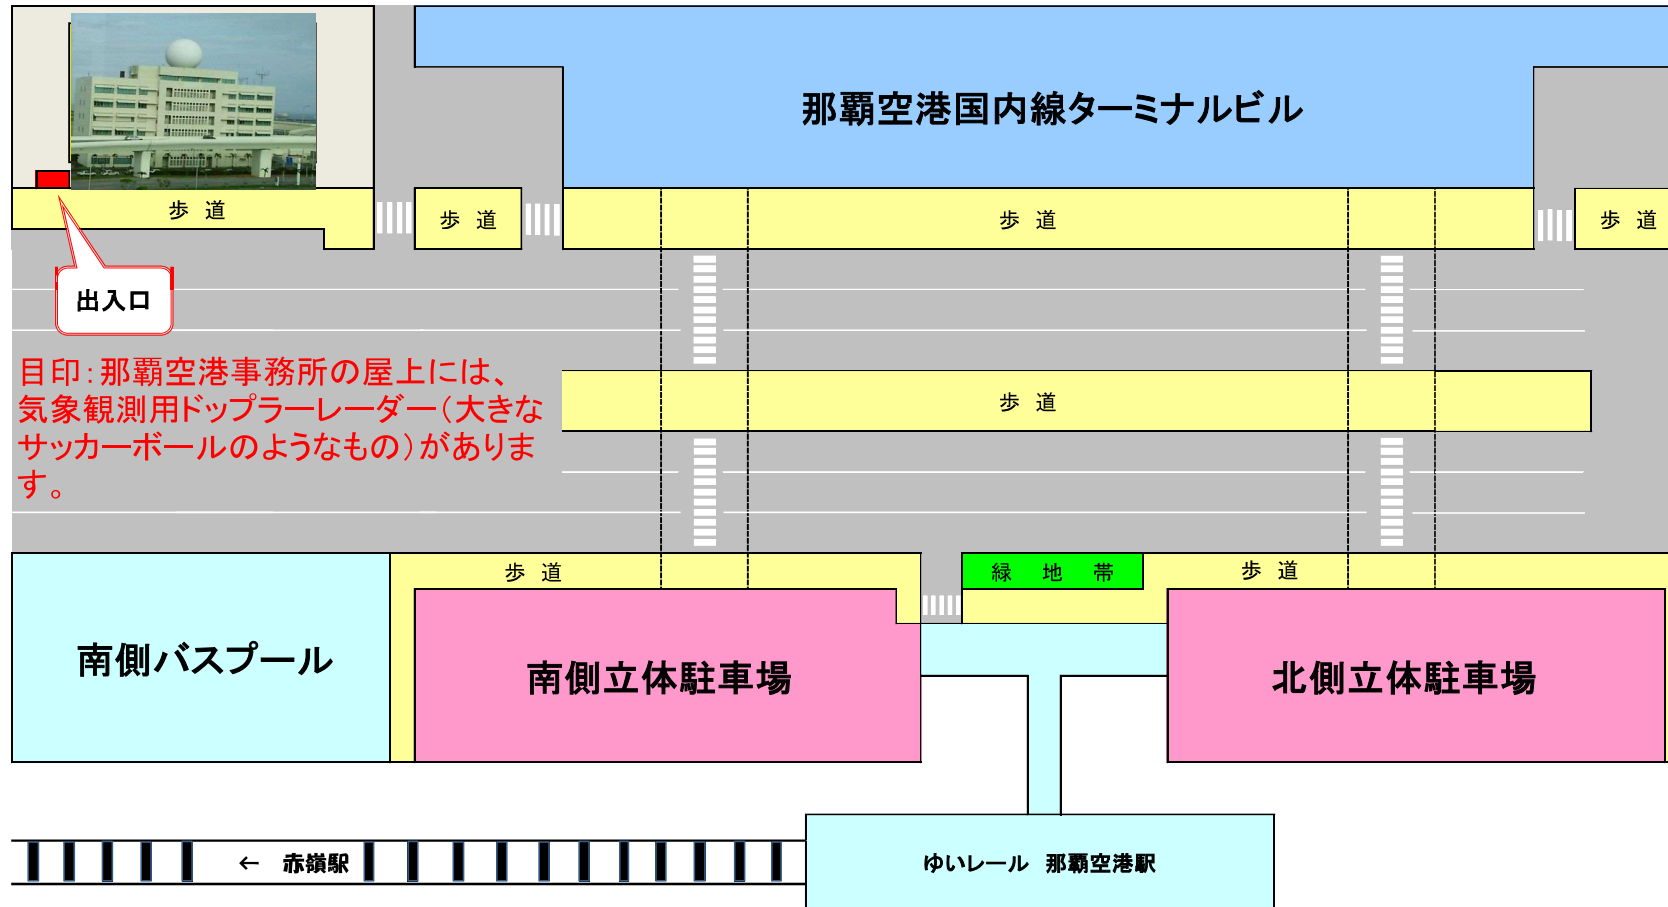 那覇空港国内線ターミナルビル
歩 道
歩 道
歩 道
歩 道
出入口
目印：那覇空港事務所の屋上には、
気象観測用ドップラーレーダー（大きな
サッカーボールのようなもの）がありま
す。
歩 道
歩 道
緑 地 帯
歩 道
南側バスプール
南側立体駐車場
北側立体駐車場
← 赤嶺駅
ゆいレール 那覇空港駅